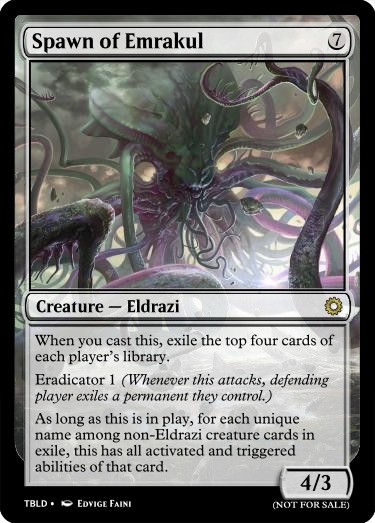 Spawn of Emrakul 7
Creature — Eldrazi
When you cast this, exile the top four cards of
each player's library.
Eradicator 1 (Whenever this attacks, defending
player exiles a permanent they control.)
As long as this is in play, for each unique
name among non-Eldrazi creature cards in
exile, this has all activated and triggered
abilities of that card.
4/3
TBLD • Edvige Faini
(NOT FOR SALE)